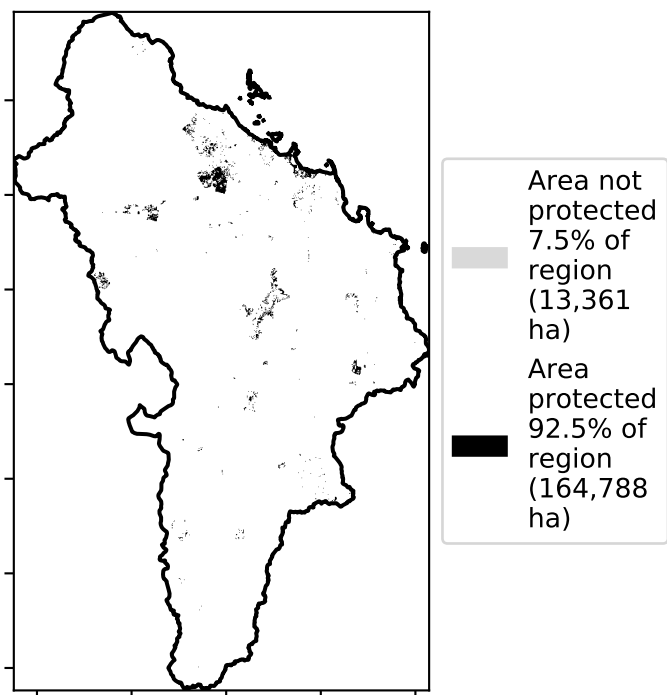 Area not
protected
7.5% of
region
(13,361
ha)
Area
protected
92.5% of
region
(164,788
ha)